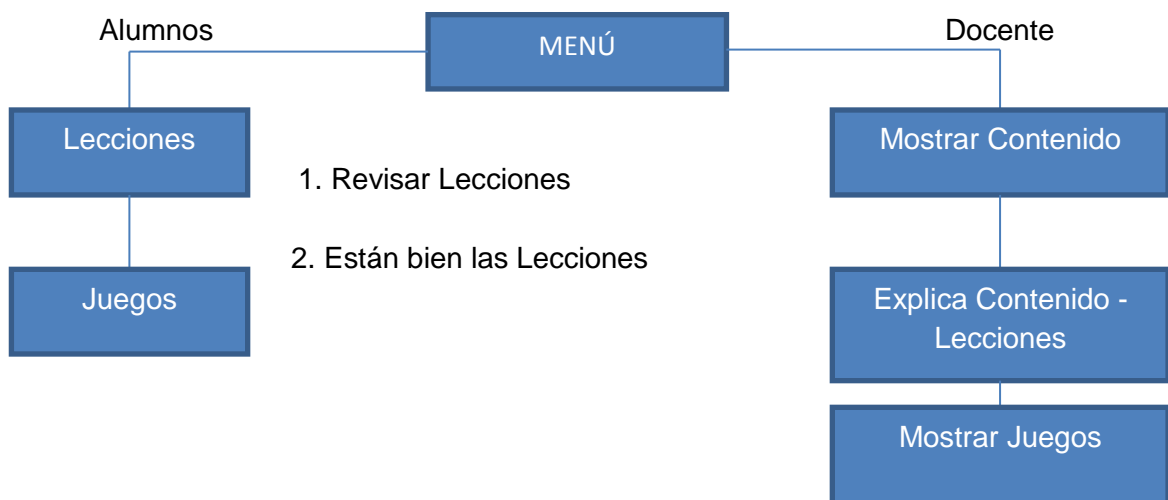 Alumnos
MENÚ
Docente
Lecciones
Mostrar Contenido
1. Revisar Lecciones
2. Están bien las Lecciones
Juegos
Explica Contenido -
Lecciones
Mostrar Juegos